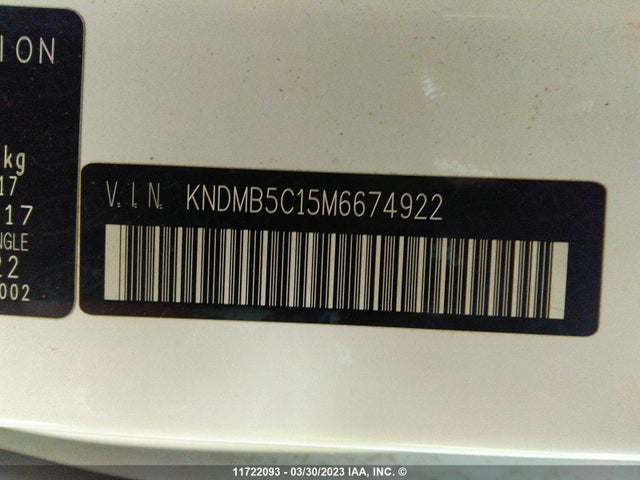 ION
kg
17
17
NGLE
22
002
V.I.N. KNDMB5C15M6674922
11722093 - 03/30/2023 IAA, INC. ©